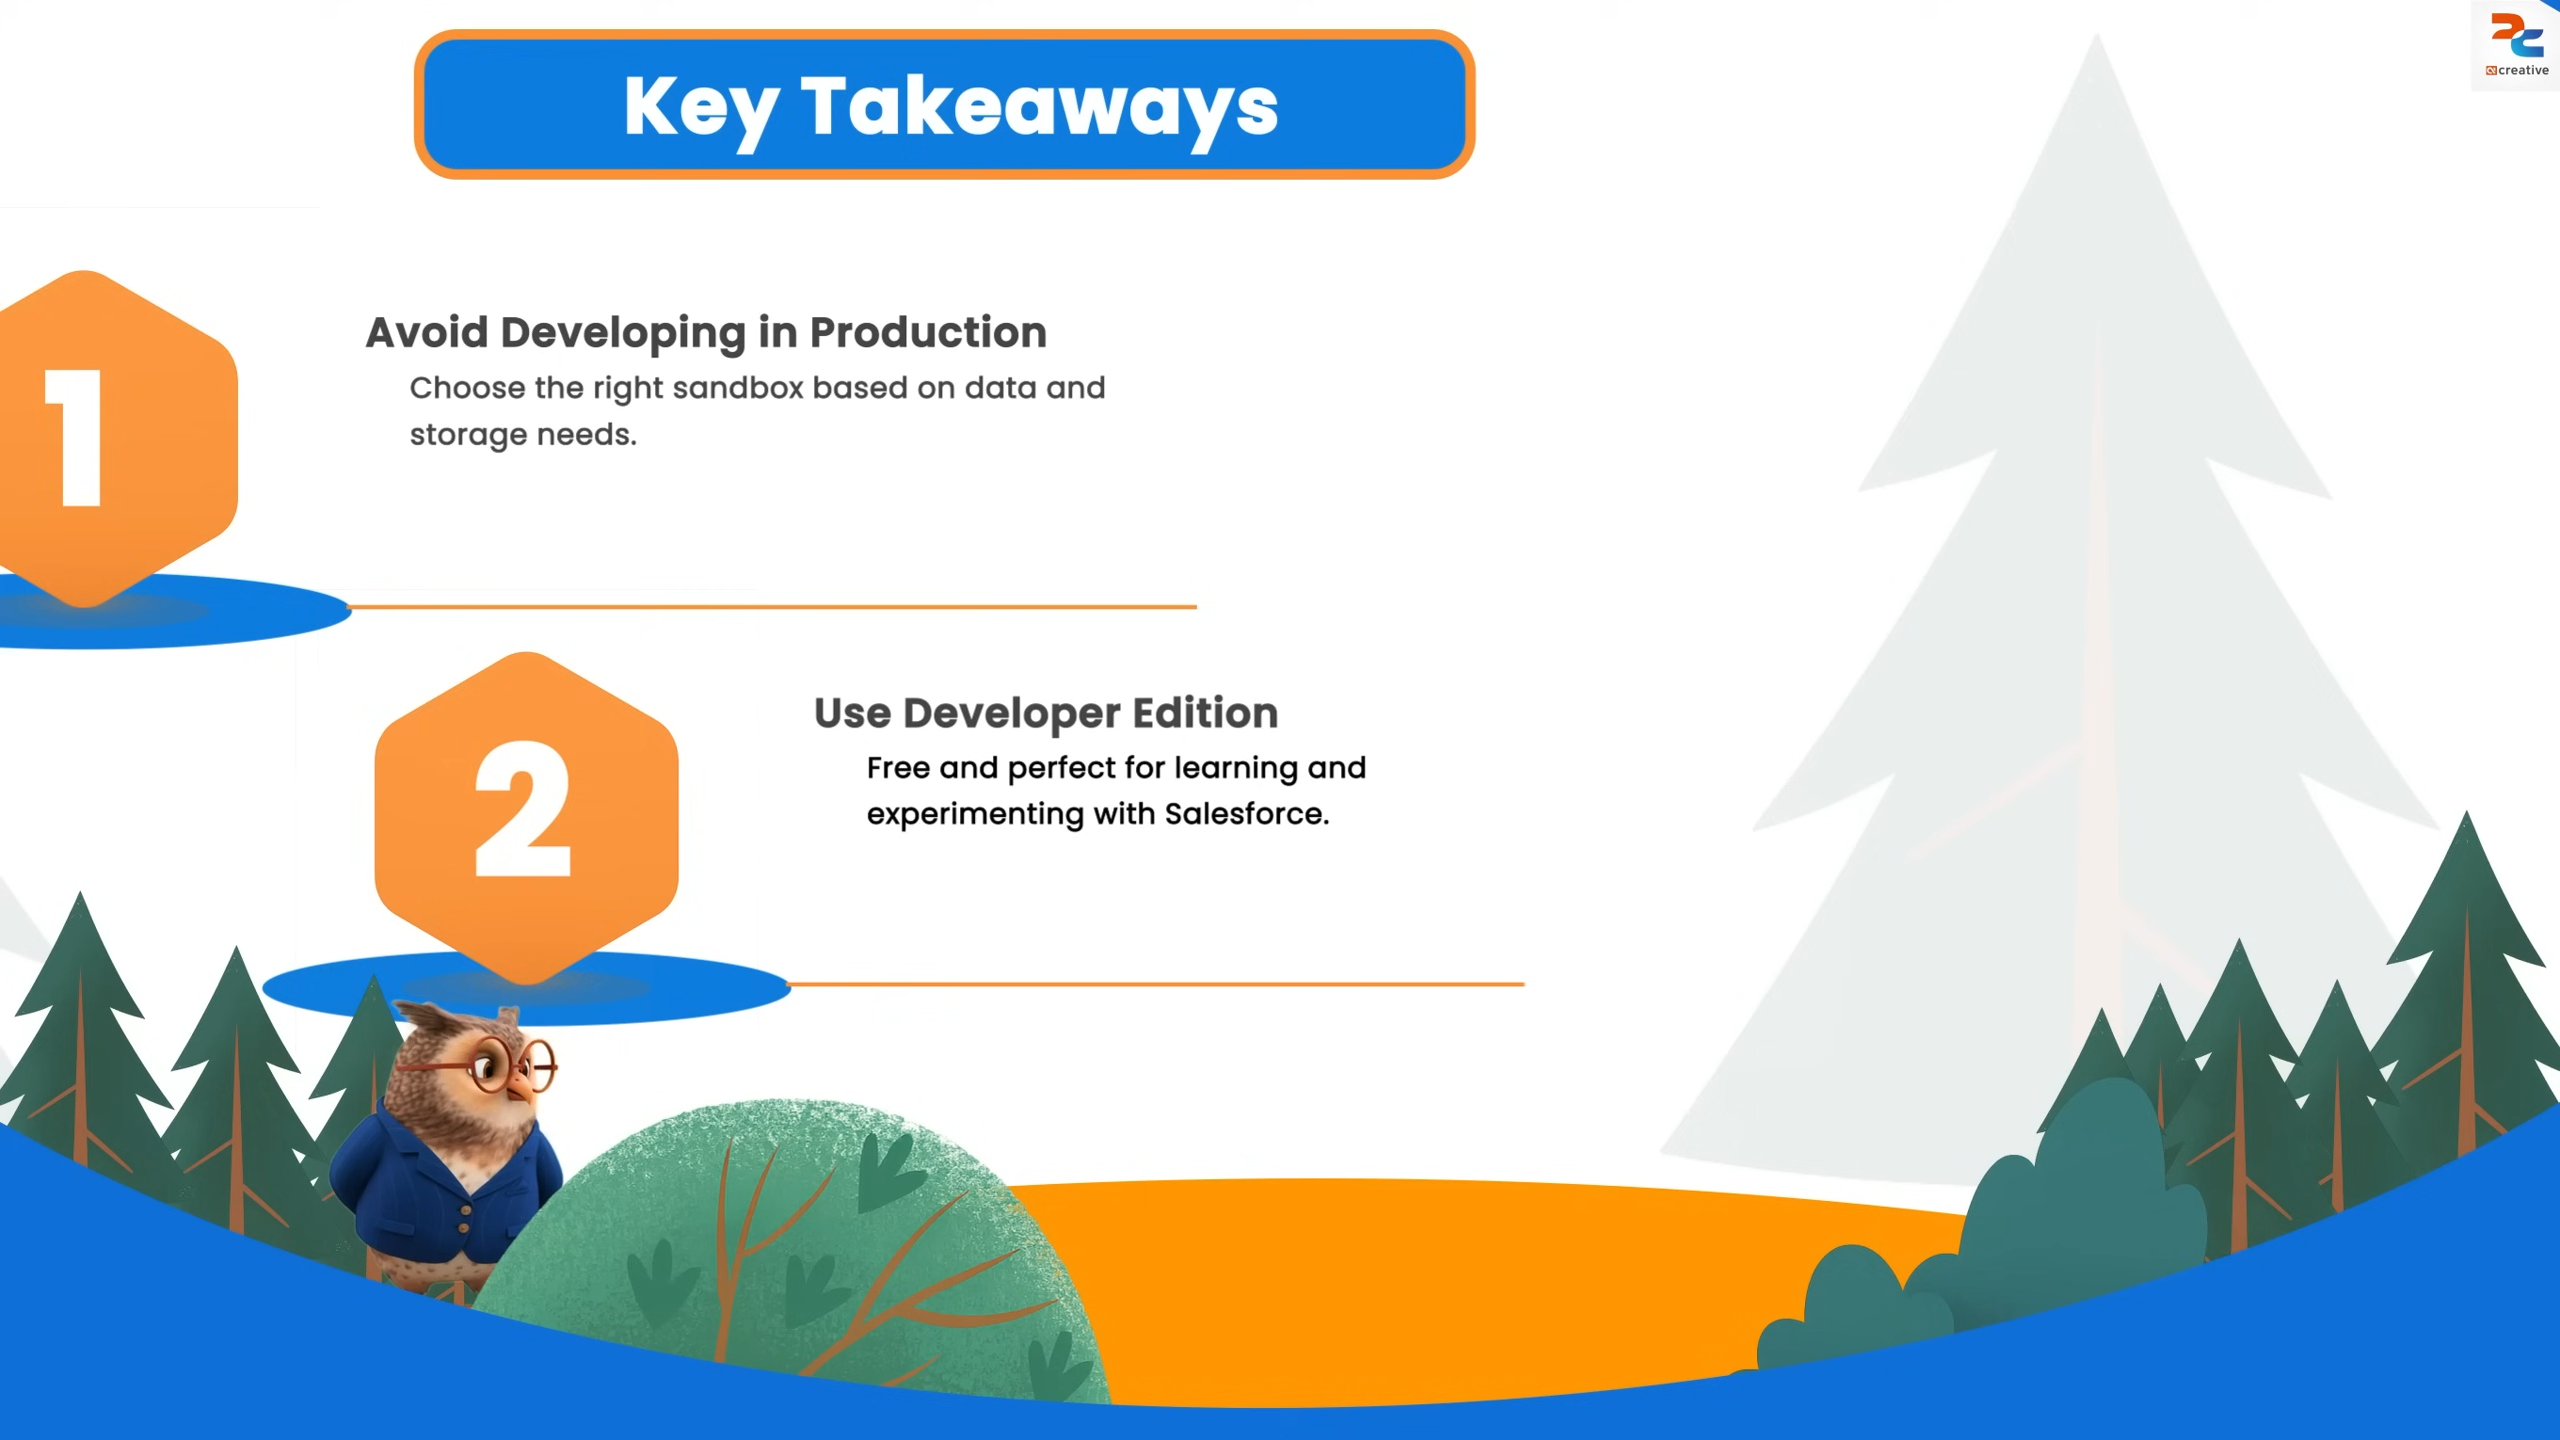 Key Takeaways
creative
1
Avoid Developing in Production
Choose the right sandbox based on data and
storage needs.
2
Use Developer Edition
Free and perfect for learning and
experimenting with Salesforce.